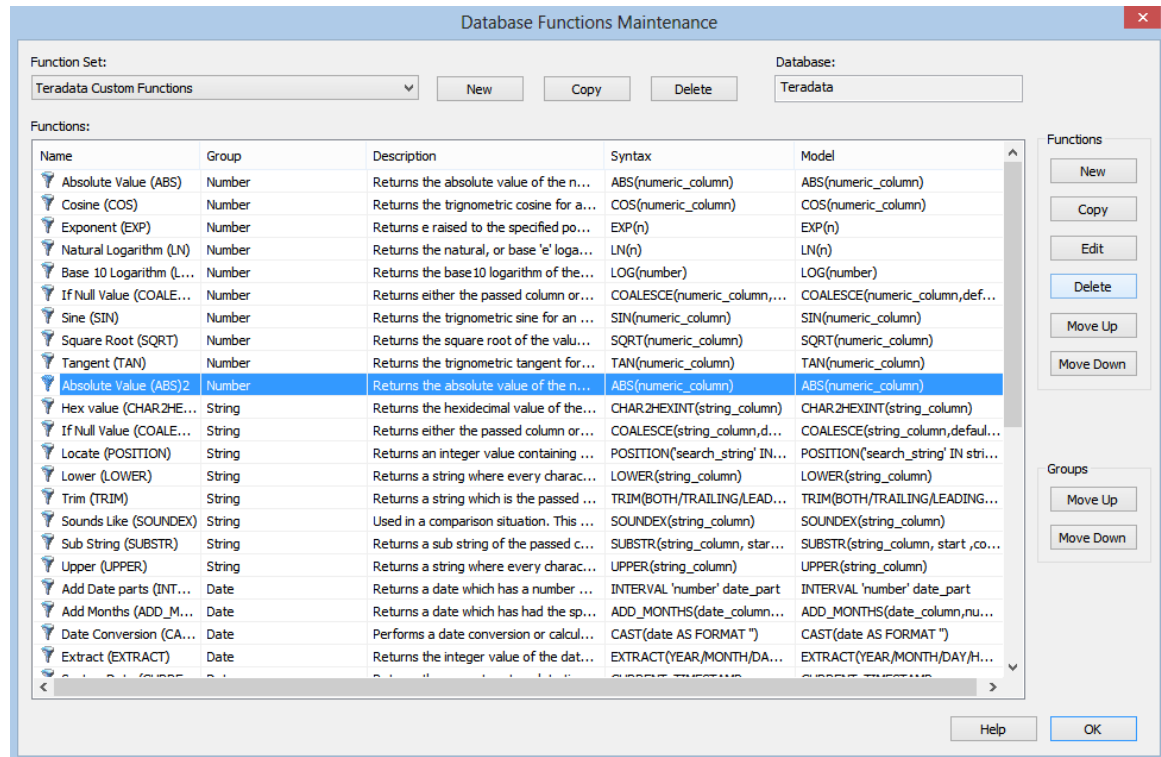 Database Functions Maintenance
Function Set:
Database:
Teradata Custom Functions New Copy Delete Teradata
Functions:
Functions
Name Group Description Syntax Model
Absolute Value (ABS) Number Returns the absolute value of the n... ABS(numeric_column) ABS(numeric_column)
New
Cosine (COS) Number Returns the trignometric cosine for a... COS(numeric_column) COS(numeric_column)
Copy
Exponent (EXP) Number Returns e raised to the specified po... EXP(n) EXP(n)
Natural Logarithm (LN) Number Returns the natural, or base 'e' loga... LN(n) LN(n)
Edit
Base 10 Logarithm (L... Number Returns the base10 logarithm of the... LOG(number) LOG(number)
If Null Value (COALE... Number Returns either the passed column or... COALESCE(numeric_column,... COALESCE(numeric_column,def...
Delete
Sine (SIN) Number Returns the trignometric sine for an ... SIN(numeric_column) SIN(numeric_column)
Square Root (SQRT) Number Returns the square root of the valu... SQRT(numeric_column) SQRT(numeric_column)
Move Up
Tangent (TAN) Number Returns the trignometric tangent for... TAN(numeric_column) TAN(numeric_column)
Move Down
Absolute Value (ABS)2 Number Returns the absolute value of the n... ABS(numeric_column) ABS(numeric_column)
Hex value (CHAR2HE... String Returns the hexidecimal value of the... CHAR2HEXINT(string_column) CHAR2HEXINT(string_column)
If Null Value (COALE... String Returns either the passed column or... COALESCE(string_column,d... COALESCE(string_column,defaul...
Locate (POSITION) String Returns an integer value containing ... POSITION('search_string' IN... POSITION('search_string' IN stri...
Groups
Lower (LOWER) String Returns a string where every charac... LOWER(string_column) LOWER(string_column)
Trim (TRIM) String Returns a string which is the passed ... TRIM(BOTH/TRAILING/LEAD... TRIM(BOTH/TRAILING/LEADING...
Move Up
Sounds Like (SOUNDEX) String Used in a comparison situation. This ... SOUNDEX(string_column) SOUNDEX(string_column)
Sub String (SUBSTR) String Returns a sub string of the passed c... SUBSTR(string_column, star... SUBSTR(string_column, start ,co...
Move Down
Upper (UPPER) String Returns a string where every charac... UPPER(string_column) UPPER(string_column)
Add Date parts (INT... Date Returns a date which has a number ... INTERVAL 'number' date_part INTERVAL 'number' date_part
Add Months (ADD_M... Date Returns a date which has had the sp... ADD_MONTHS(date_column... ADD_MONTHS(date_column,nu...
Date Conversion (CA... Date Performs a date conversion or calcul... CAST(date AS FORMAT '') CAST(date AS FORMAT '')
Extract (EXTRACT) Date Returns the integer value of the dat... EXTRACT(YEAR/MONTH/DA... EXTRACT(YEAR/MONTH/DAY/H...
Help OK